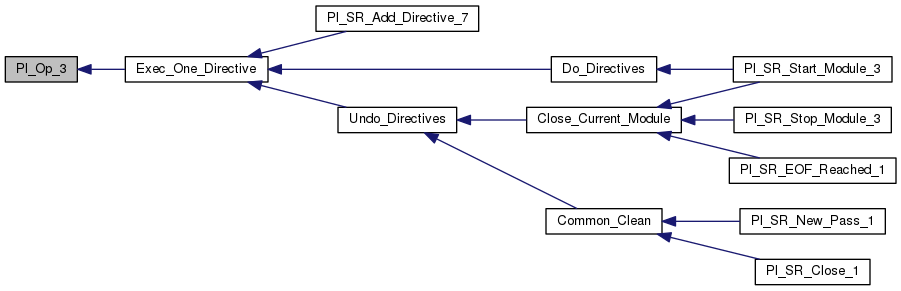 Pl_SR_Add_Directive_7
Pl_Op_3
Exec_One_Directive
Do_Directives
Pl_SR_Start_Module_3
Undo_Directives
Close_Current_Module
Pl_SR_Stop_Module_3
Pl_SR_EOF_Reached_1
Common_Clean
Pl_SR_New_Pass_1
Pl_SR_Close_1